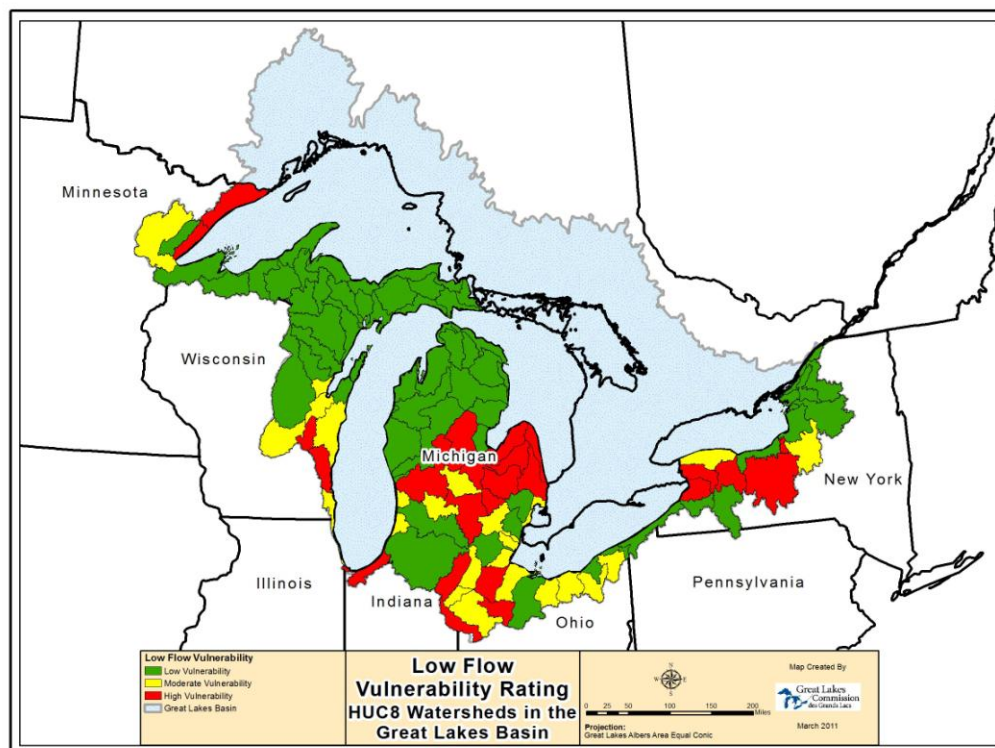 Minnesota
Wisconsin
Michigan
New York
Illinois
Indiana
Ohio
Pennsylvania
Low Flow Vulnerability
Low Vulnerability
Moderate Vulnerability
High Vulnerability
Great Lakes Basin
Low Flow
Vulnerability Rating
HUC8 Watersheds in the
Great Lakes Basin
N
W E
S
0 25 50 100 150 200
Miles
Projection:
Great Lakes Albers Area Equal Conic
Map Created By
Great Lakes
Commission
des Grands Lacs
March 2011